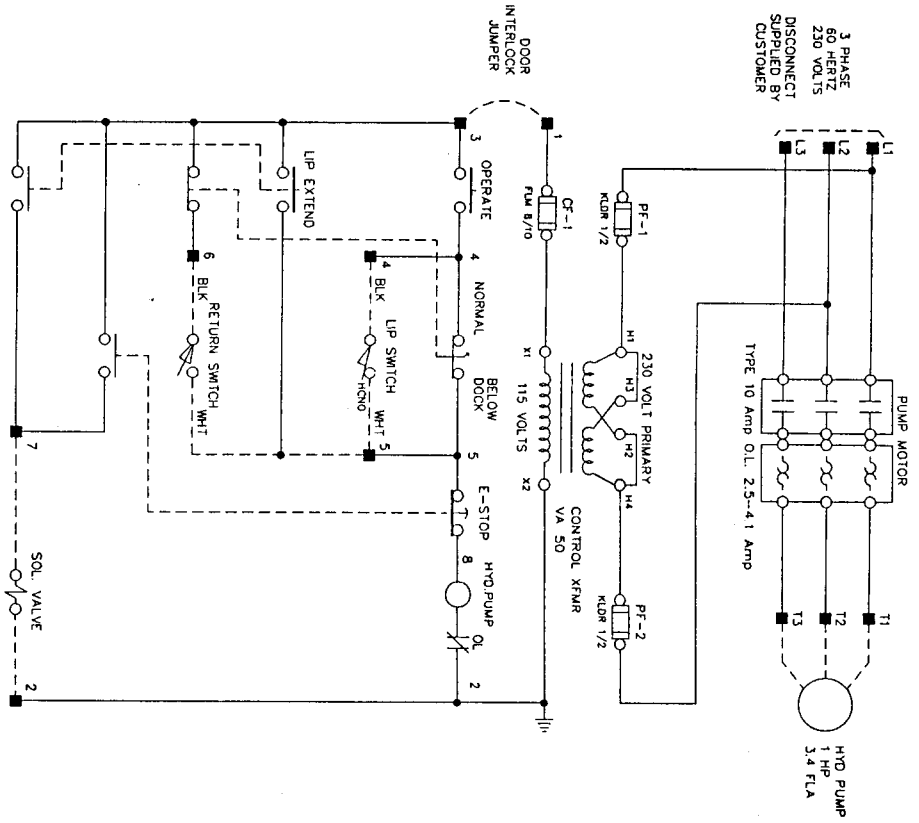 3 PHASE
60 HERTZ
230 VOLTS
DISCONNECT
SUPPLIED BY
CUSTOMER
L1
L2
L3
PUMP MOTOR
TYPE 10 Amp O.L. 2.5-4.1 Amp
T1
T2
T3
HYD PUMP
1 HP
3.4 FLA
PF-1
KLDR 1/2
H1
H3
H2
H4
230 VOLT PRIMARY
PF-2
KLDR 1/2
DOOR
INTERLOCK
JUMPER
1
CF-1
FLM 8/10
X1
115 VOLTS
X2
CONTROL XFMR
VA 50
3
OPERATE
4
NORMAL
BELOW
DOCK
5
E-STOP
8
HYD.PUMP
OL
2
4
BLK
LIP SWITCH
HCNO
WHT
5
LIP EXTEND
6
BLK
RETURN SWITCH
WHT
7
SOL. VALVE
2